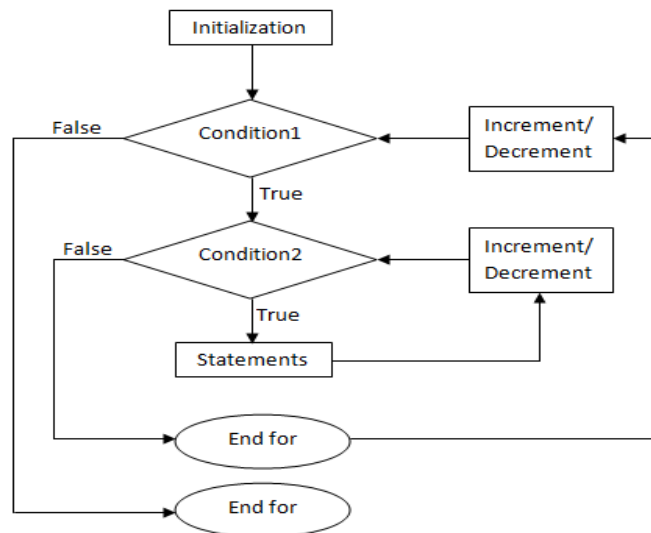 Initialization
False
Condition1
Increment/
Decrement
True
False
Condition2
Increment/
Decrement
True
Statements
End for
End for